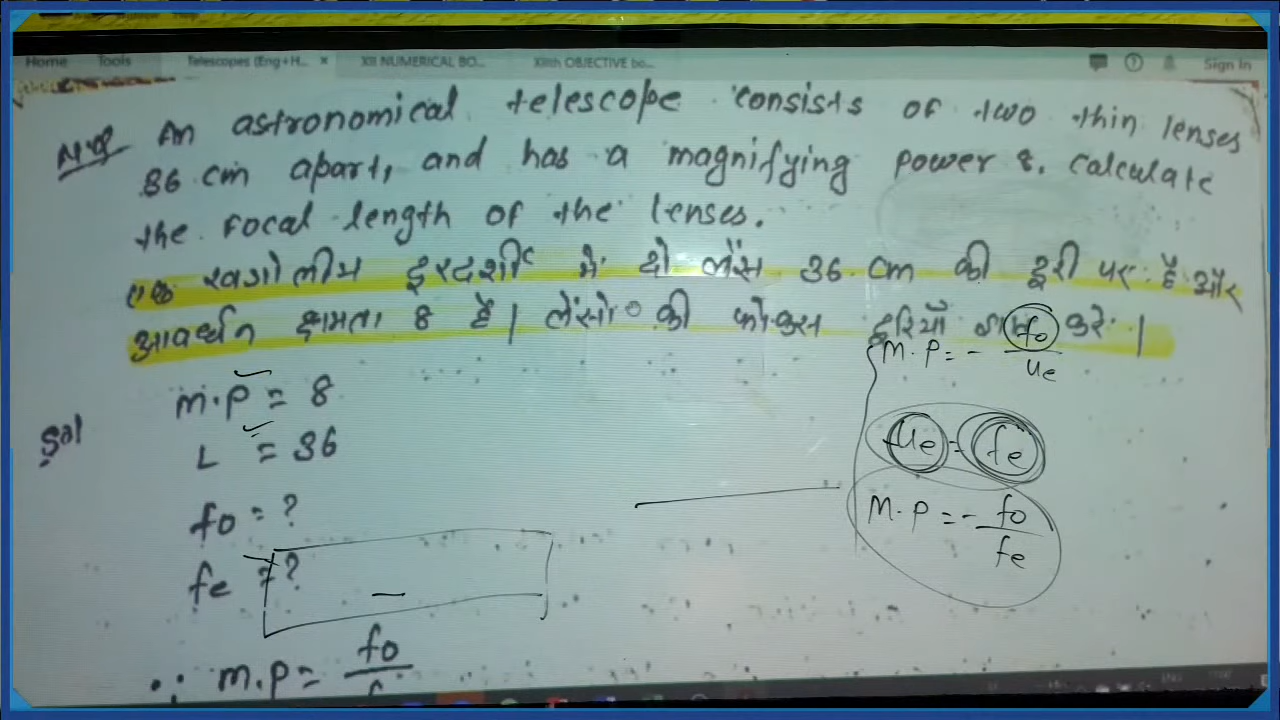 Home Tools Telescopes (Eng+H... × XII NUMERICAL BO... XIIth OBJECTIVE bo... Sign In
An astronomical telescope consists of two thin lenses
36 cm apart, and has a magnifying power 8. calculate
the focal length of the lenses.
एक खगोलीय दूरदर्शी में दो लेंस 36 cm की दूरी पर है और
आवर्धन क्षमता 8 है| लेंसो की फोकस दूरियाँ करे |
M.P = - fo
ue
m.p = 8
Sol
L = 36
ue = fe
fo = ?
M.P = - fo
fe
fe = ?
∴ m.p = fo